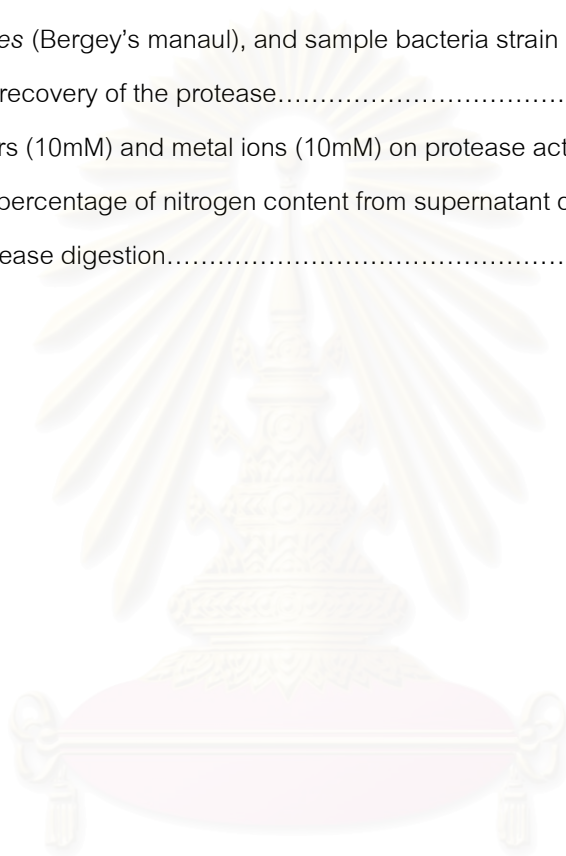 es (Bergey’s manaul), and sample bacteria strain
recovery of the protease……………………………
rs (10mM) and metal ions (10mM) on protease act
percentage of nitrogen content from supernatant
ease digestion…………………………………………